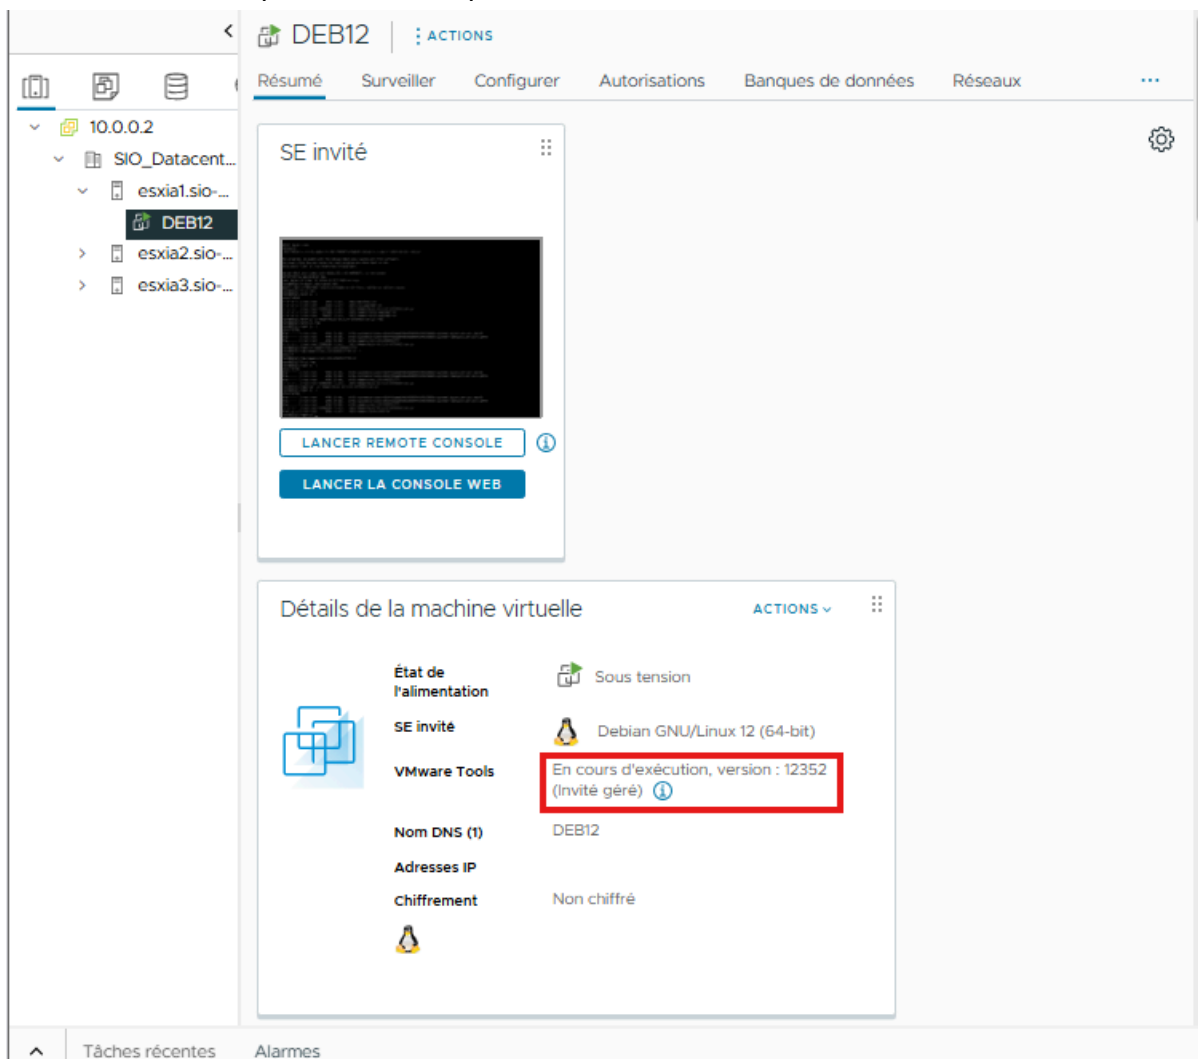 DEB12
ACTIONS
Résumé
Surveiller
Configurer
Autorisations
Banques de données
Réseaux
...
10.0.0.2
SIO_Datacent...
esxia1.sio-...
DEB12
esxia2.sio-...
esxia3.sio-...
SE invité
LANCER REMOTE CONSOLE
LANCER LA CONSOLE WEB
Détails de la machine virtuelle
ACTIONS
État de
l'alimentation
Sous tension
SE invité
Debian GNU/Linux 12 (64-bit)
VMware Tools
En cours d'exécution, version : 12352
(Invité géré)
Nom DNS (1)
DEB12
Adresses IP
Chiffrement
Non chiffré
Tâches récentes
Alarmes